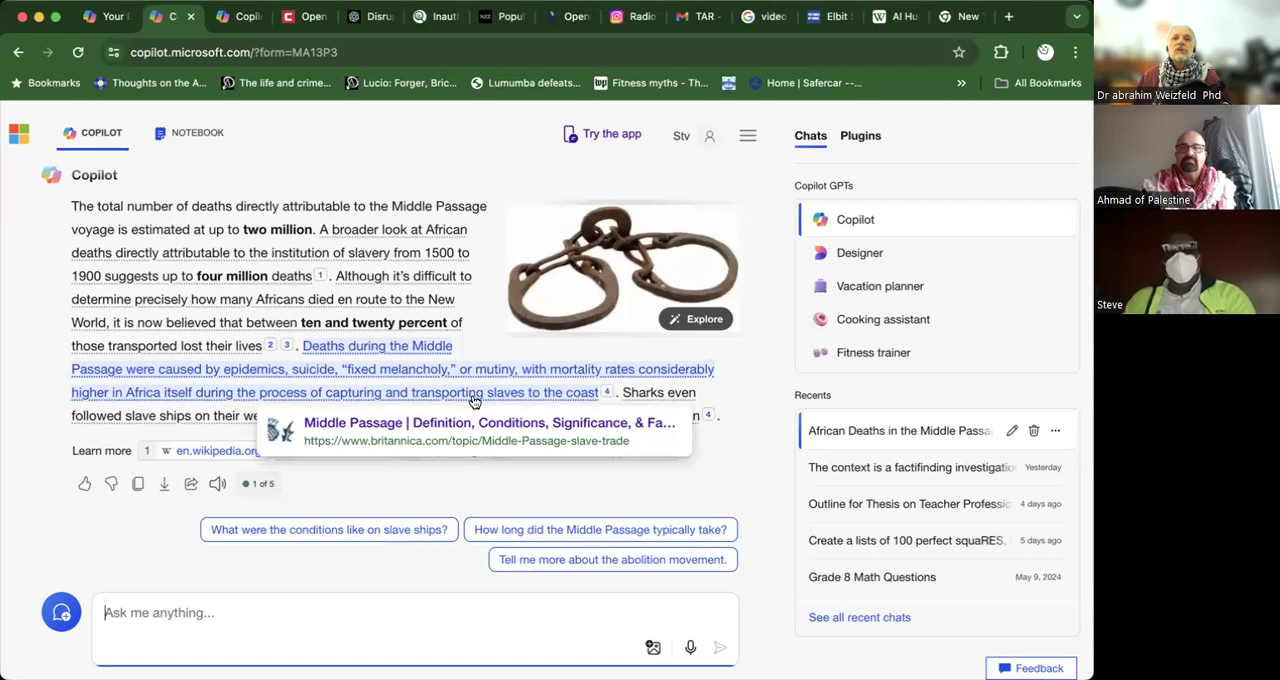 Your E
C
Copil
Open
Disru
Inaut
Popu
Open
Radio
TAR -
video
Elbit
AI Hu
New T
copilot.microsoft.com/?form=MA13P3
Bookmarks
Thoughts on the A...
The life and crime...
Lucio: Forger, Bric...
Lumumba defeats...
Fitness myths - Th...
Home | Safercar --...
»
All Bookmarks
COPILOT
NOTEBOOK
Try the app
Stv
Copilot
The total number of deaths directly attributable to the Middle Passage
voyage is estimated at up to two million. A broader look at African
deaths directly attributable to the institution of slavery from 1500 to
1900 suggests up to four million deaths 1 . Although it's difficult to
determine precisely how many Africans died en route to the New
World, it is now believed that between ten and twenty percent of
those transported lost their lives 2 3 . Deaths during the Middle
Passage were caused by epidemics, suicide, “fixed melancholy,” or mutiny, with mortality rates considerably
higher in Africa itself during the process of capturing and transporting slaves to the coast 4 . Sharks even
followed slave ships on their we
n 4 .
Explore
Middle Passage | Definition, Conditions, Significance, & Fa...
https://www.britannica.com/topic/Middle-Passage-slave-trade
Learn more 1 W en.wikipedia.org
1 of 5
What were the conditions like on slave ships?
How long did the Middle Passage typically take?
Tell me more about the abolition movement.
Ask me anything...
Chats
Plugins
Copilot GPTs
Copilot
Designer
Vacation planner
Cooking assistant
Fitness trainer
Recents
African Deaths in the Middle Passa
The context is a factifinding investigatio
Yesterday
Outline for Thesis on Teacher Professic
4 days ago
Create a lists of 100 perfect squaRES,
5 days ago
Grade 8 Math Questions
May 9, 2024
See all recent chats
Feedback
Dr abrahim Weizfeld Phd
Ahmad of Palestine
Steve